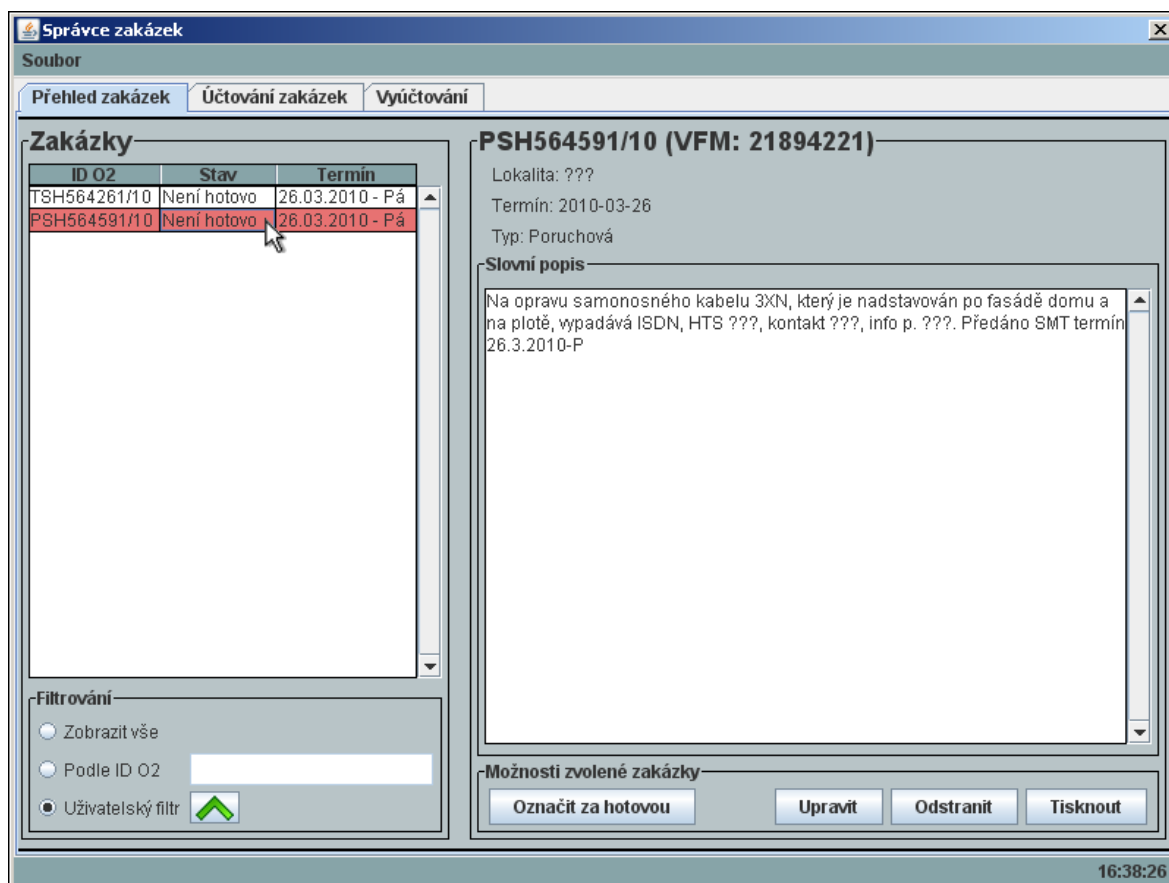 Správce zakázek
Soubor
Přehled zakázek Účtování zakázek Vyúčtování
Zakázky
ID O2 Stav Termín
TSH564261/10 Není hotovo 26.03.2010 - Pá
PSH564591/10 Není hotovo 26.03.2010 - Pá
Filtrování
Zobrazit vše
Podle ID O2
Uživatelský filtr
PSH564591/10 (VFM: 21894221)
Lokalita: ???
Termín: 2010-03-26
Typ: Poruchová
Slovní popis
Na opravu samonosného kabelu 3XN, který je nadstavován po fasádě domu a
na plotě, vypadává ISDN, HTS ???, kontakt ???, info p. ???. Předáno SMT termín
26.3.2010-P
Možnosti zvolené zakázky
Označit za hotovou Upravit Odstranit Tisknout
16:38:26